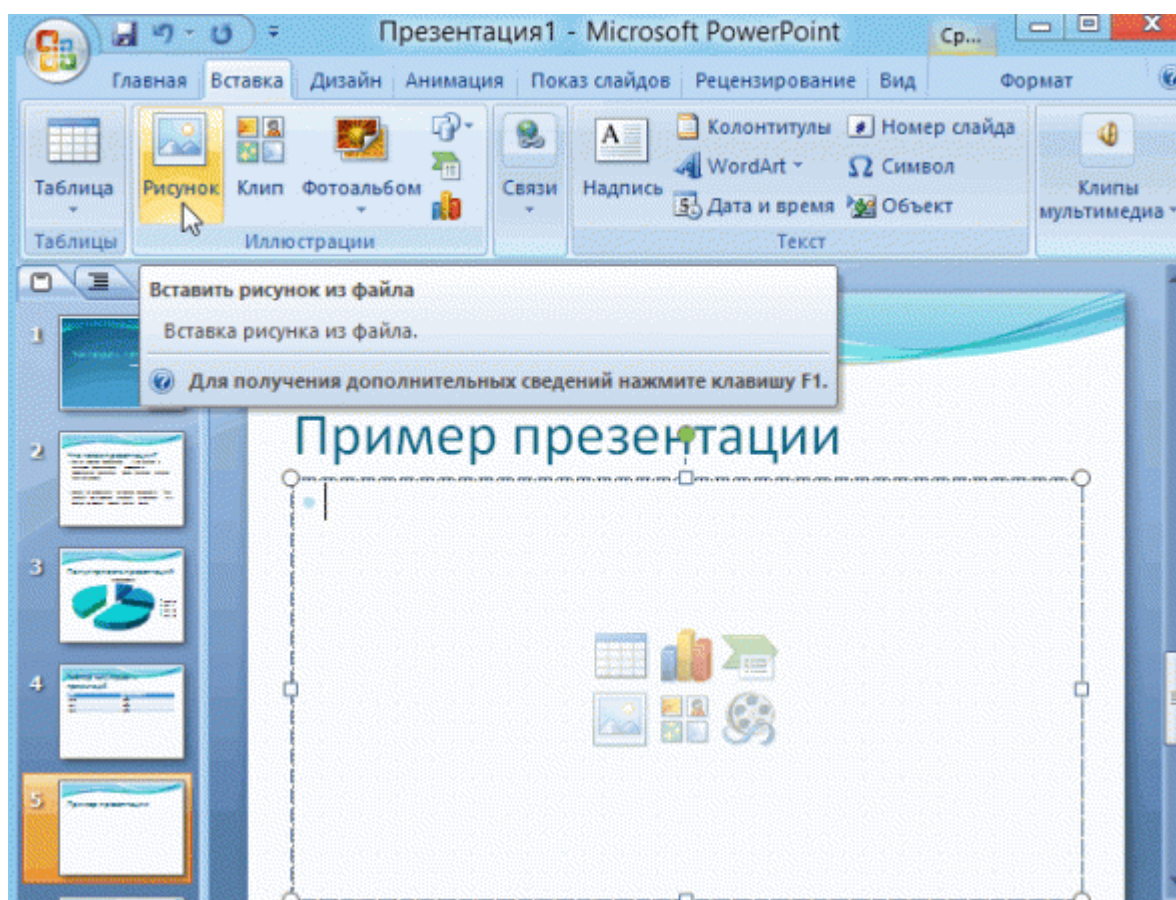 Презентация1 - Microsoft PowerPoint
Ср...
Главная Вставка Дизайн Анимация Показ слайдов Рецензирование Вид Формат
Таблица
Рисунок
Клип
Фотоальбом
Связи
Надпись
Колонтитулы
WordArt
Дата и время
Номер слайда
Символ
Объект
Клипы
мультимедиа
Таблицы
Иллюстрации
Текст
Вставить рисунок из файла
Вставка рисунка из файла.
Для получения дополнительных сведений нажмите клавишу F1.
1
2
3
4
5
Пример презентации
Пример презентации